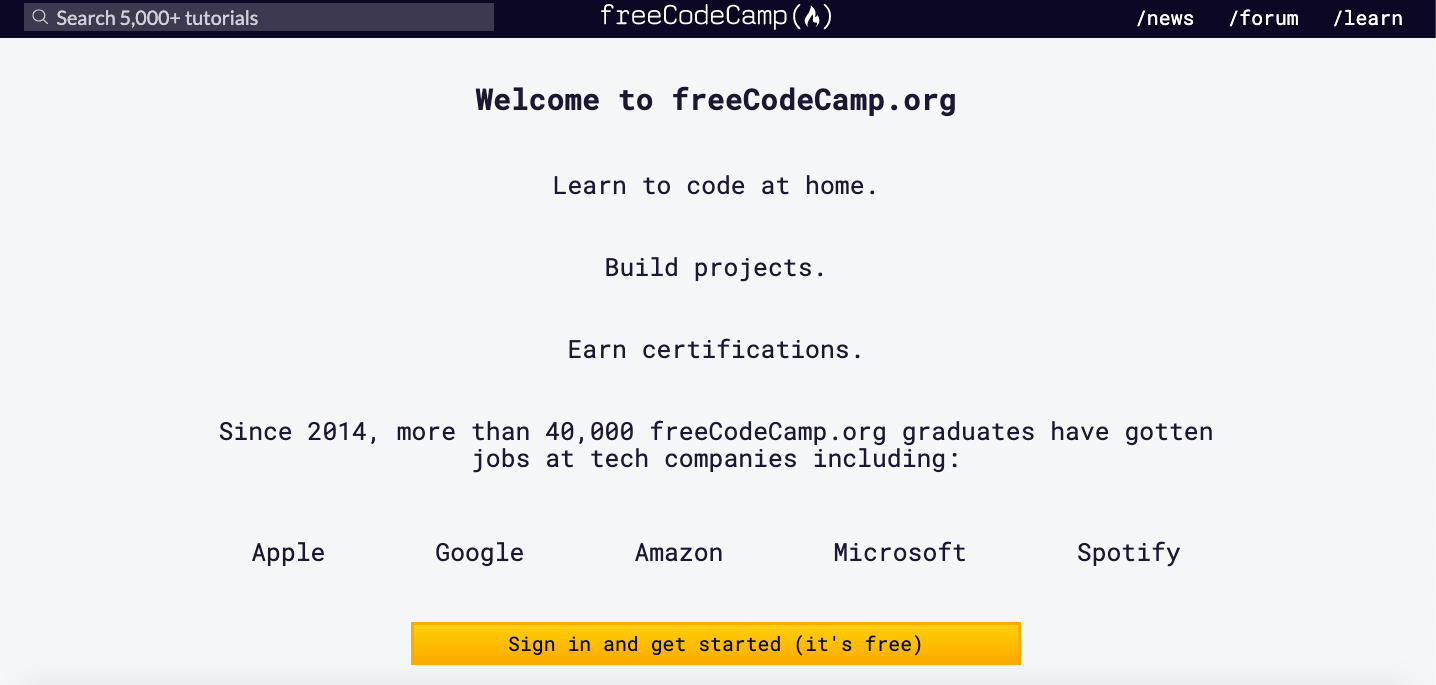 Search 5,000+ tutorials
freeCodeCamp()
/news /forum /learn
Welcome to freeCodeCamp.org
Learn to code at home.
Build projects.
Earn certifications.
Since 2014, more than 40,000 freeCodeCamp.org graduates have gotten
jobs at tech companies including:
Apple Google Amazon Microsoft Spotify
Sign in and get started (it's free)